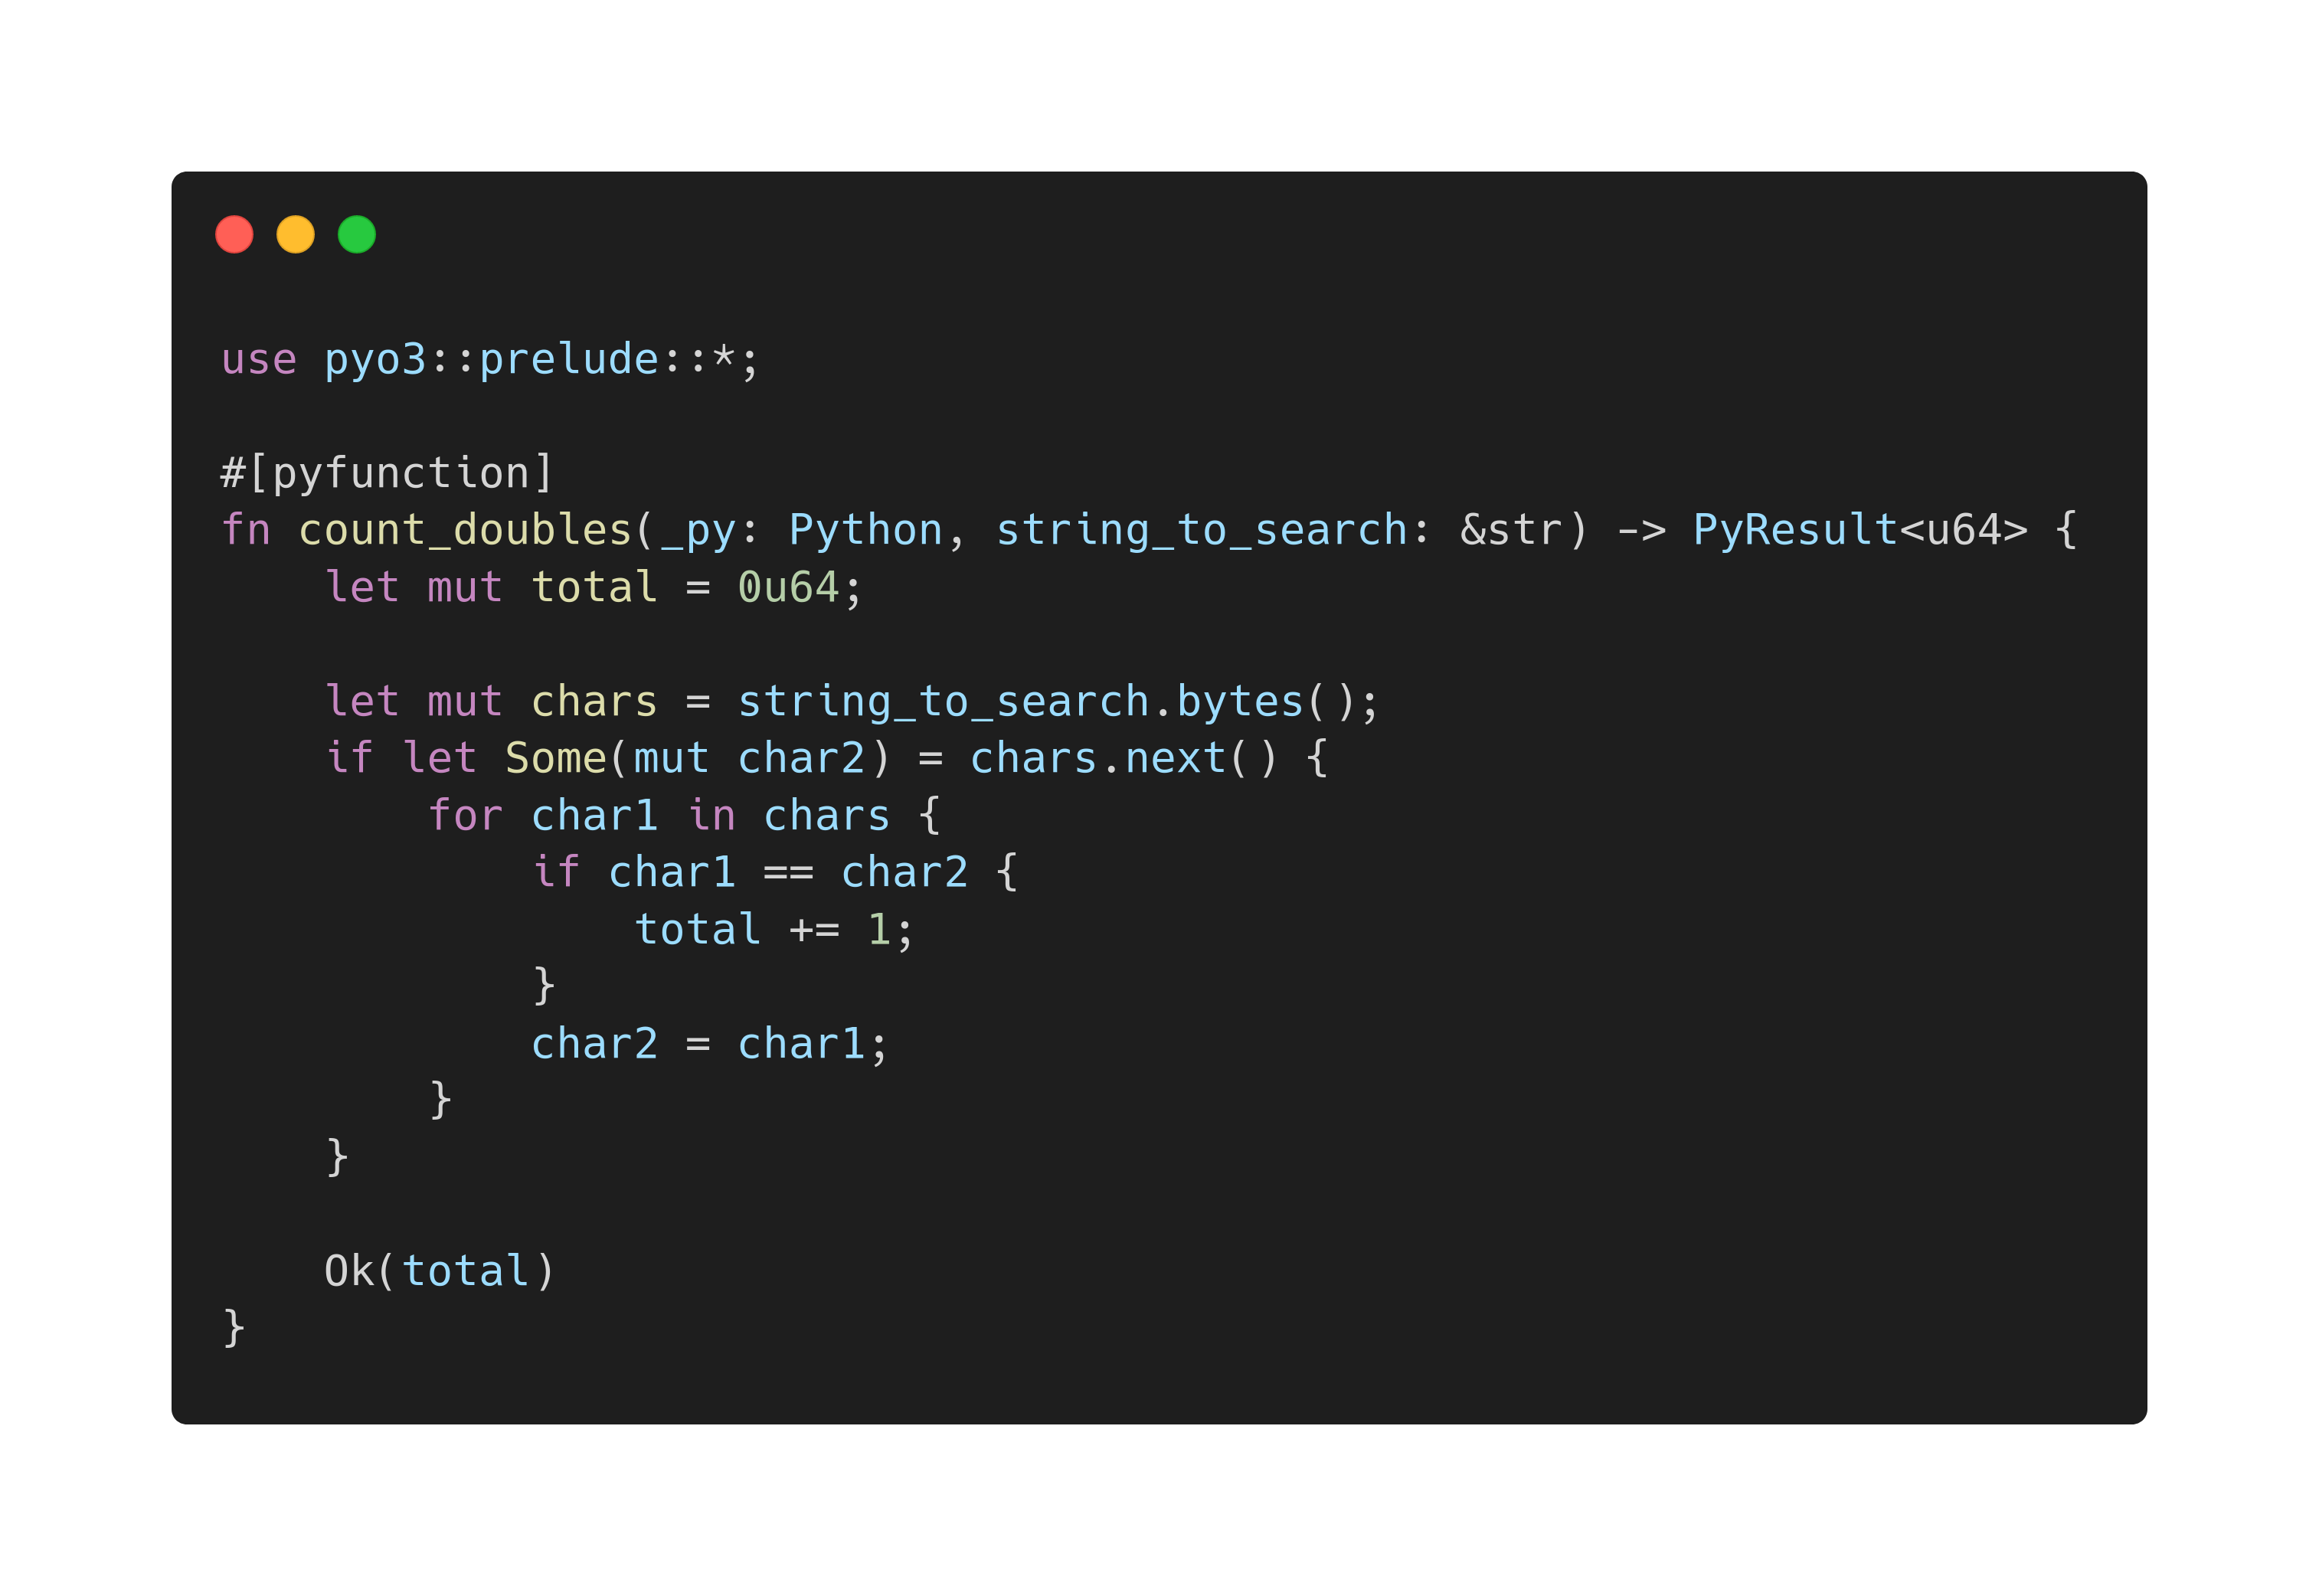 use pyo3::prelude::*;

#[pyfunction]
fn count_doubles(_py: Python, string_to_search: &str) -> PyResult<u64> {
    let mut total = 0u64;

    let mut chars = string_to_search.bytes();
    if let Some(mut char2) = chars.next() {
        for char1 in chars {
            if char1 == char2 {
                total += 1;
            }
            char2 = char1;
        }
    }

    Ok(total)
}